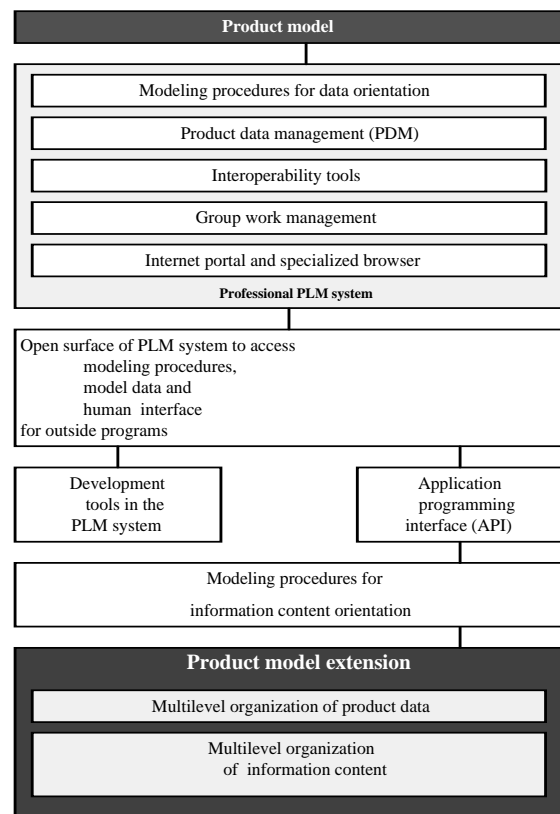 Product model
Modeling procedures for data orientation
Product data management (PDM)
Interoperability tools
Group work management
Internet portal and specialized browser
Professional PLM system
Open surface of PLM system to access
modeling procedures,
model data and
human interface
for outside programs
Development
tools in the
PLM system
Application
programming
interface (API)
Modeling procedures for
information content orientation
Product model extension
Multilevel organization of product data
Multilevel organization
of information content